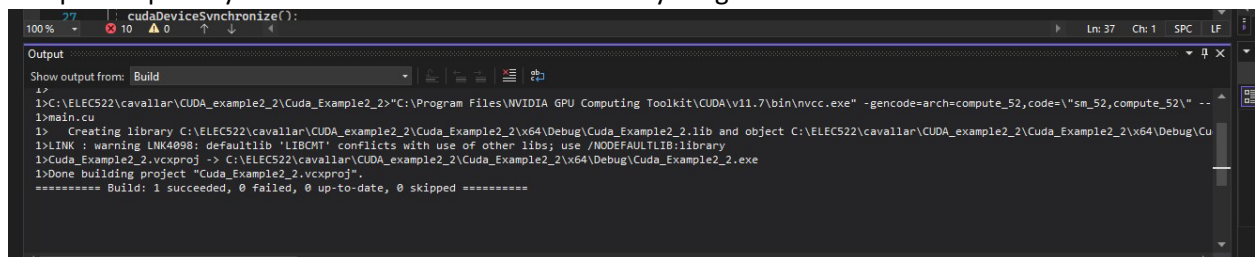 27 cudaDeviceSynchronize();
100 % 10 0 Ln: 37 Ch: 1 SPC LF
Output
Show output from: Build
1>
1>C:\ELEC522\cavallar\CUDA_example2_2\Cuda_Example2_2>"C:\Program Files\NVIDIA GPU Computing Toolkit\CUDA\v11.7\bin\nvcc.exe" -gencode=arch=compute_52,code=\"sm_52,compute_52\" --
1>main.cu
1> Creating library C:\ELEC522\cavallar\CUDA_example2_2\Cuda_Example2_2\x64\Debug\Cuda_Example2_2.lib and object C:\ELEC522\cavallar\CUDA_example2_2\Cuda_Example2_2\x64\Debug\Cu
1>LINK : warning LNK4098: defaultlib 'LIBCMT' conflicts with use of other libs; use /NODEFAULTLIB:library
1>Cuda_Example2_2.vcxproj -> C:\ELEC522\cavallar\CUDA_example2_2\Cuda_Example2_2\x64\Debug\Cuda_Example2_2.exe
1>Done building project "Cuda_Example2_2.vcxproj".
========== Build: 1 succeeded, 0 failed, 0 up-to-date, 0 skipped ==========